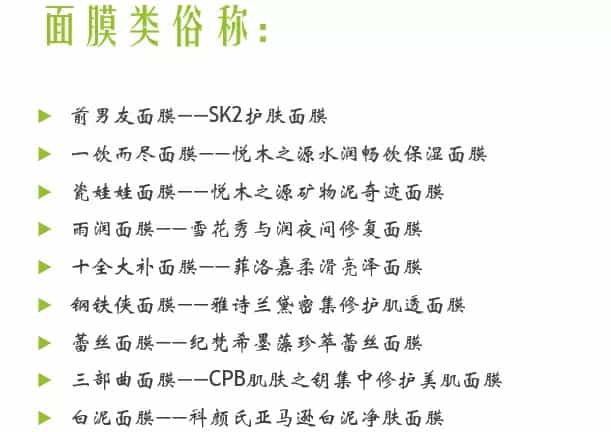 面膜类俗称:
前男友面膜——SK2护肤面膜
一饮而尽面膜——悦木之源水润畅饮保湿面膜
瓷娃娃面膜——悦木之源矿物泥奇迹面膜
雨润面膜——雪花秀与润夜间修复面膜
十全大补面膜——菲洛嘉柔滑亮泽面膜
钢铁侠面膜——雅诗兰黛密集修护肌透面膜
蕾丝面膜——纪梵希墨藻珍萃蕾丝面膜
三部曲面膜——CPB肌肤之钥集中修护美肌面膜
白泥面膜——科颜氏亚马逊白泥净肤面膜